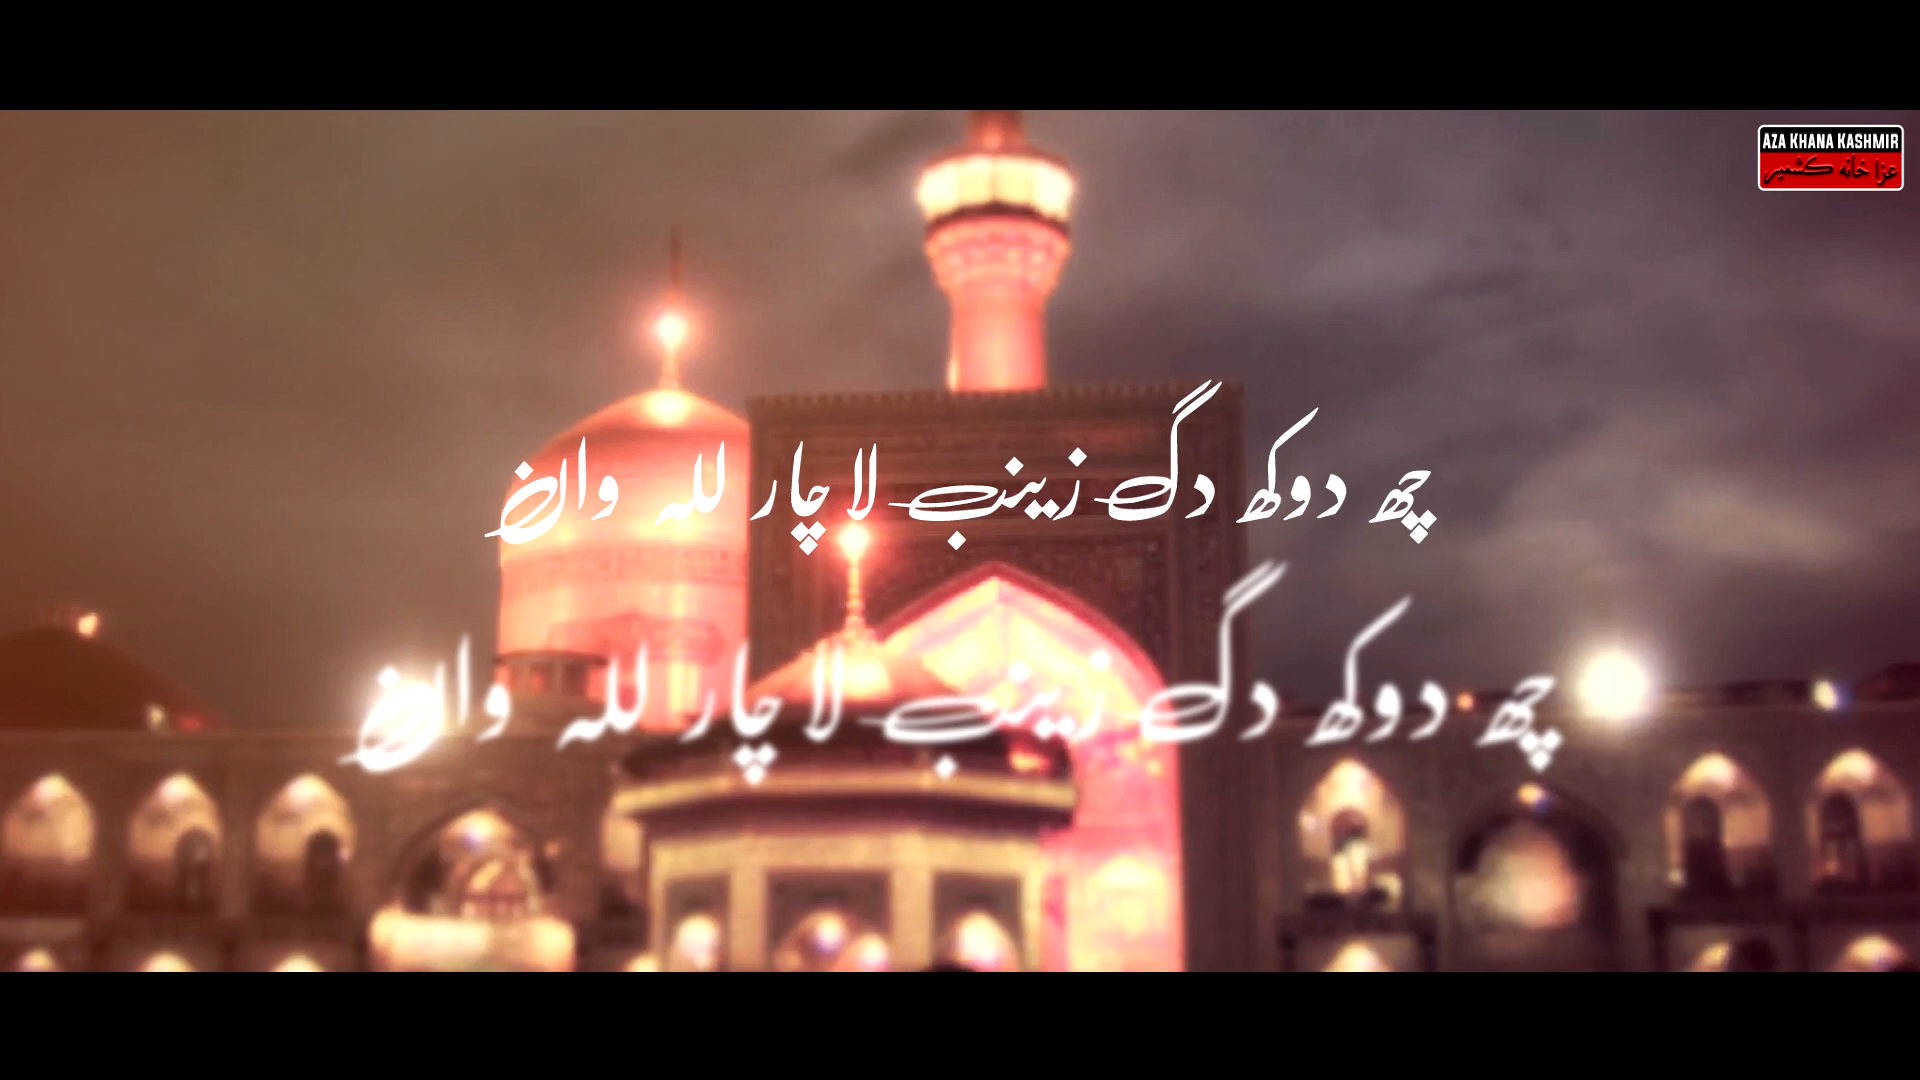 AZA KHANA KASHMIR
عزا خانہ کشمیر
چھ دوکھ دگ زینب لاچار للہ وان
چھ دوکھ دگ زینب لاچار للہ وان